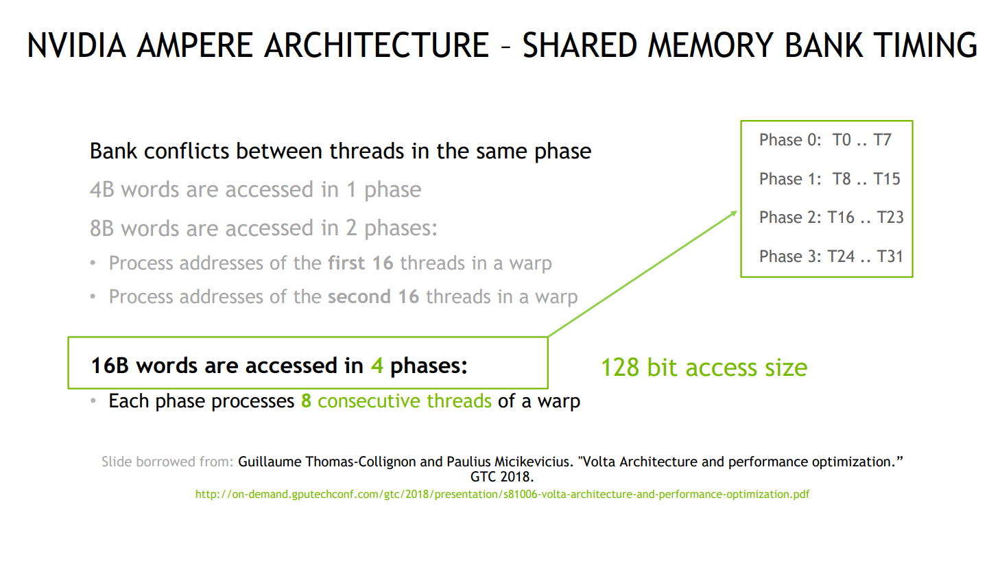 NVIDIA AMPERE ARCHITECTURE – SHARED MEMORY BANK TIMING
Bank conflicts between threads in the same phase
4B words are accessed in 1 phase
8B words are accessed in 2 phases:
• Process addresses of the first 16 threads in a warp
• Process addresses of the second 16 threads in a warp
16B words are accessed in 4 phases:
• Each phase processes 8 consecutive threads of a warp
128 bit access size
Phase 0: T0 .. T7
Phase 1: T8 .. T15
Phase 2: T16 .. T23
Phase 3: T24 .. T31
Slide borrowed from: Guillaume Thomas-Collignon and Paulius Micikevicius. "Volta Architecture and performance optimization.”
GTC 2018.
http://on-demand.gputechconf.com/gtc/2018/presentation/s81006-volta-architecture-and-performance-optimization.pdf